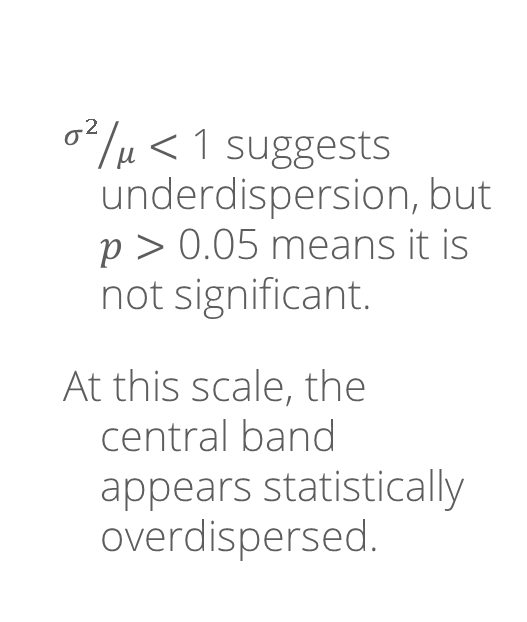 σ²/μ < 1 suggests
underdispersion, but
p > 0.05 means it is
not significant.
At this scale, the
central band
appears statistically
overdispersed.